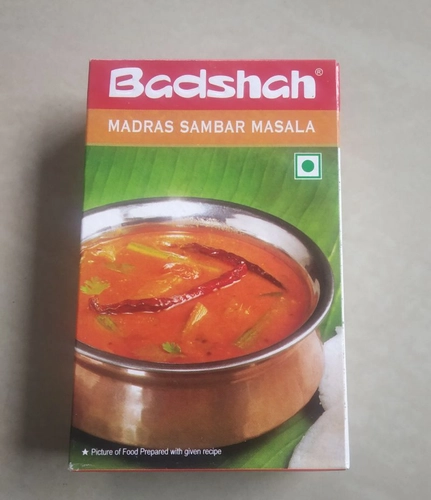 Badshah®
MADRAS SAMBAR MASALA
★ Picture of Food Prepared with given recipe